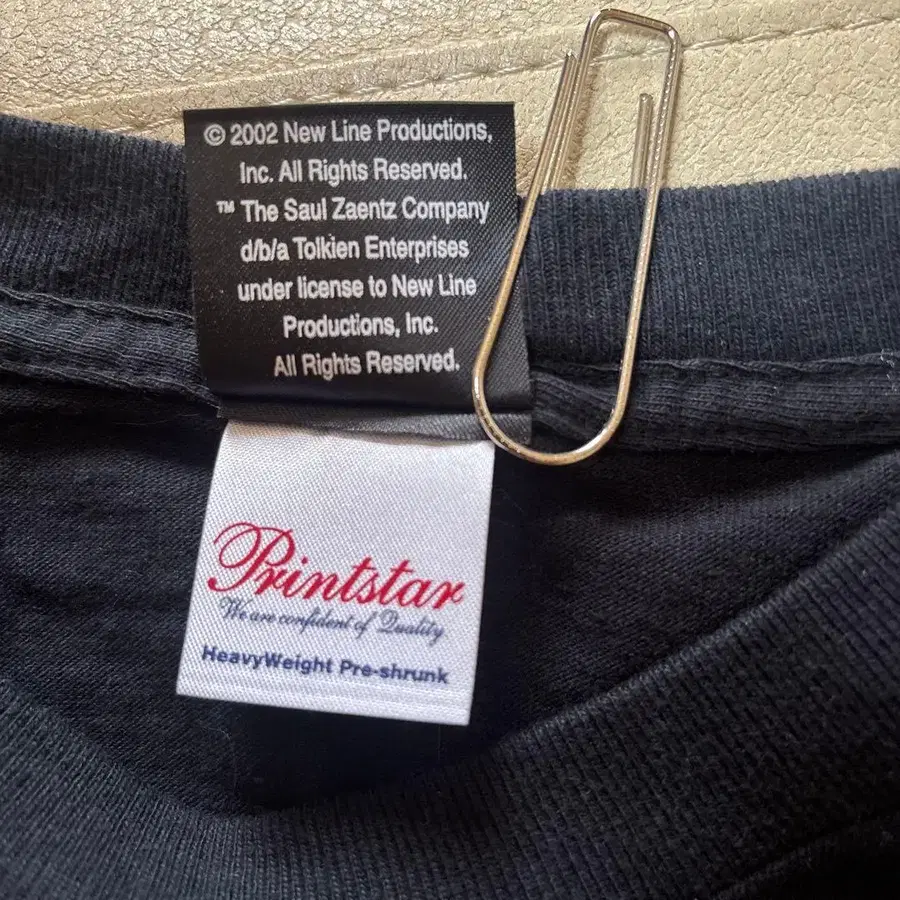 © 2002 New Line Productions,
Inc. All Rights Reserved.
™ The Saul Zaentz Company
d/b/a Tolkien Enterprises
under license to New Line
Productions, Inc.
All Rights Reserved.
Printstar
We are confident of Quality
HeavyWeight Pre-shrunk